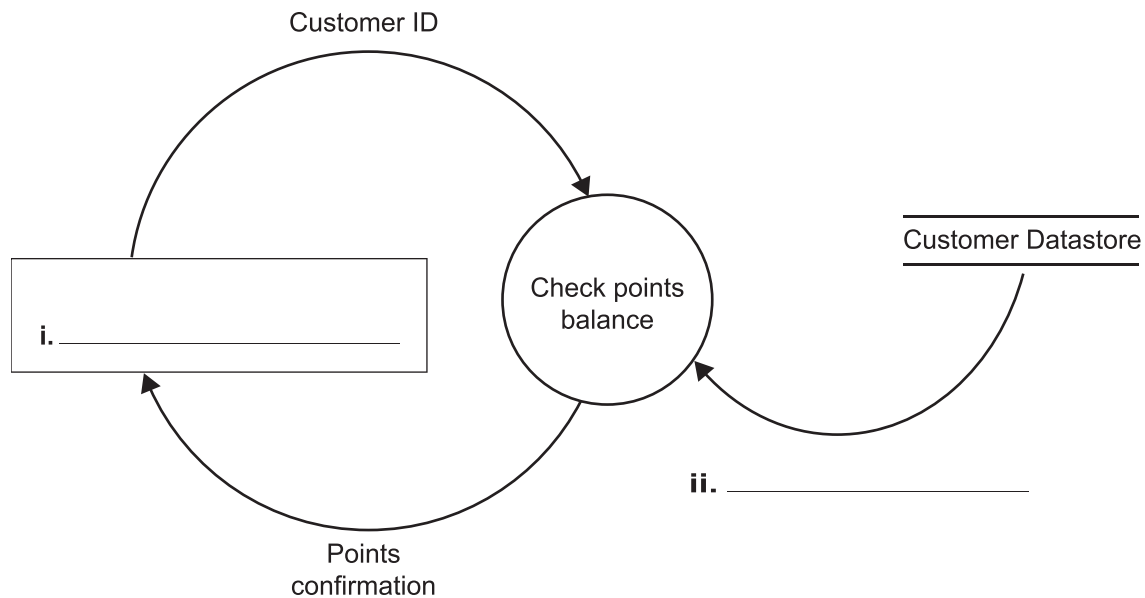 Customer ID
Customer Datastore
Check points
balance
i.
ii.
Points
confirmation